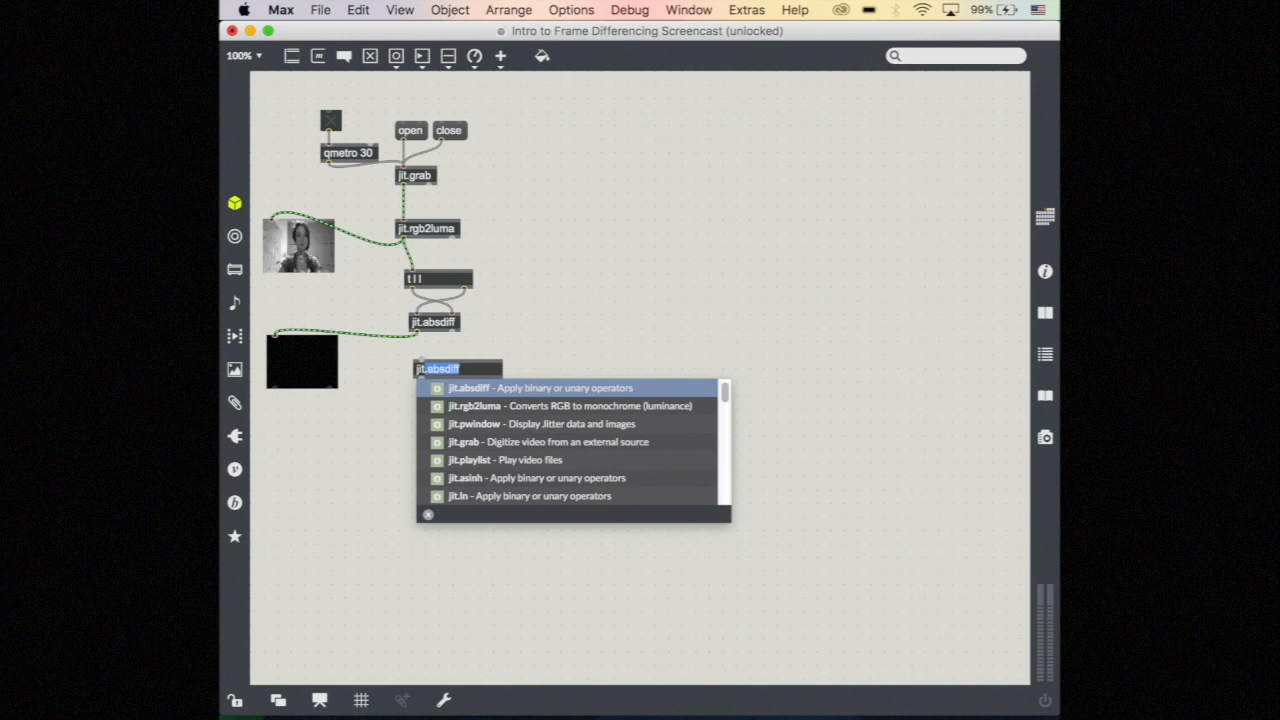 Max File Edit View Object Arrange Options Debug Window Extras Help 99%
Intro to Frame Differencing Screencast (unlocked)
100%
open close
qmetro 30
jit.grab
jit.rgb2luma
t l l
jit.absdiff
jit.absdiff
jit.absdiff - Apply binary or unary operators
jit.rgb2luma - Converts RGB to monochrome (luminance)
jit.pwindow - Display Jitter data and images
jit.grab - Digitize video from an external source
jit.playlist - Play video files
jit.asinh - Apply binary or unary operators
jit.ln - Apply binary or unary operators